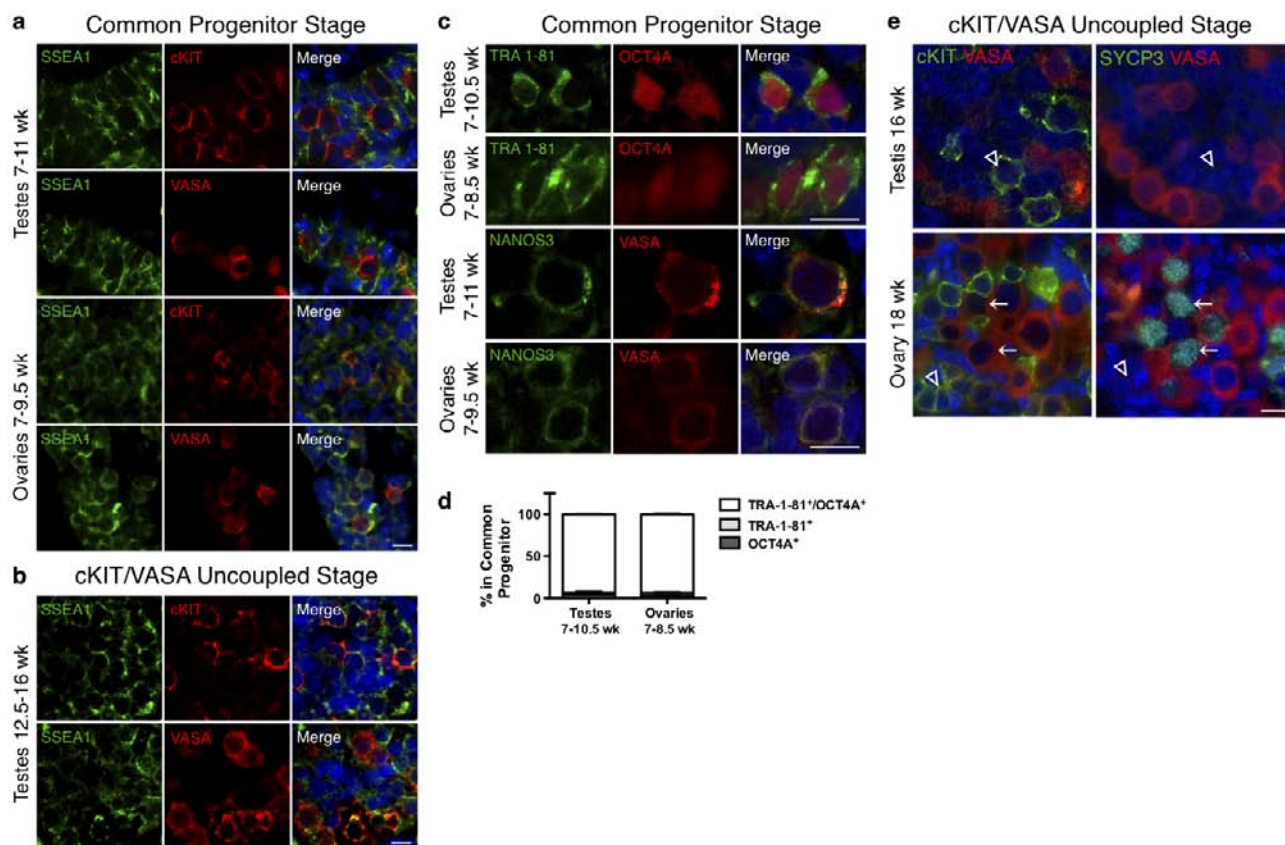 a
Common Progenitor Stage
Testes 7-11 wk
SSEA1 cKIT Merge
SSEA1 VASA Merge
Ovaries 7-9.5 wk
SSEA1 cKIT Merge
SSEA1 VASA Merge
b
cKIT/VASA Uncoupled Stage
Testes 12.5-16 wk
SSEA1 cKIT Merge
SSEA1 VASA Merge
c
Common Progenitor Stage
Testes
7-10.5 wk
TRA 1-81 OCT4A Merge
Ovaries
7-8.5 wk
TRA 1-81 OCT4A Merge
Testes
7-11 wk
NANOS3 VASA Merge
Ovaries
7-9.5 wk
NANOS3 VASA Merge
d
% in Common
Progenitor
100
50
0
Testes
7-10.5 wk
Ovaries
7-8.5 wk
TRA-1-81⁺/OCT4A⁺
TRA-1-81⁺
OCT4A⁺
e
cKIT/VASA Uncoupled Stage
Testis 16 wk
cKIT VASA
SYCP3 VASA
Ovary 18 wk